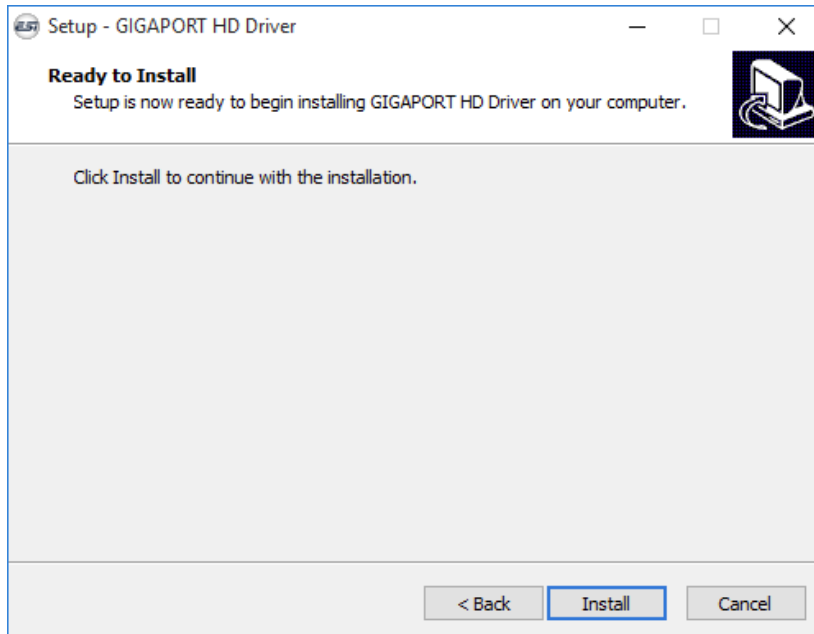 ESI Setup - GIGAPORT HD Driver
Ready to Install
Setup is now ready to begin installing GIGAPORT HD Driver on your computer.
Click Install to continue with the installation.
< Back Install Cancel